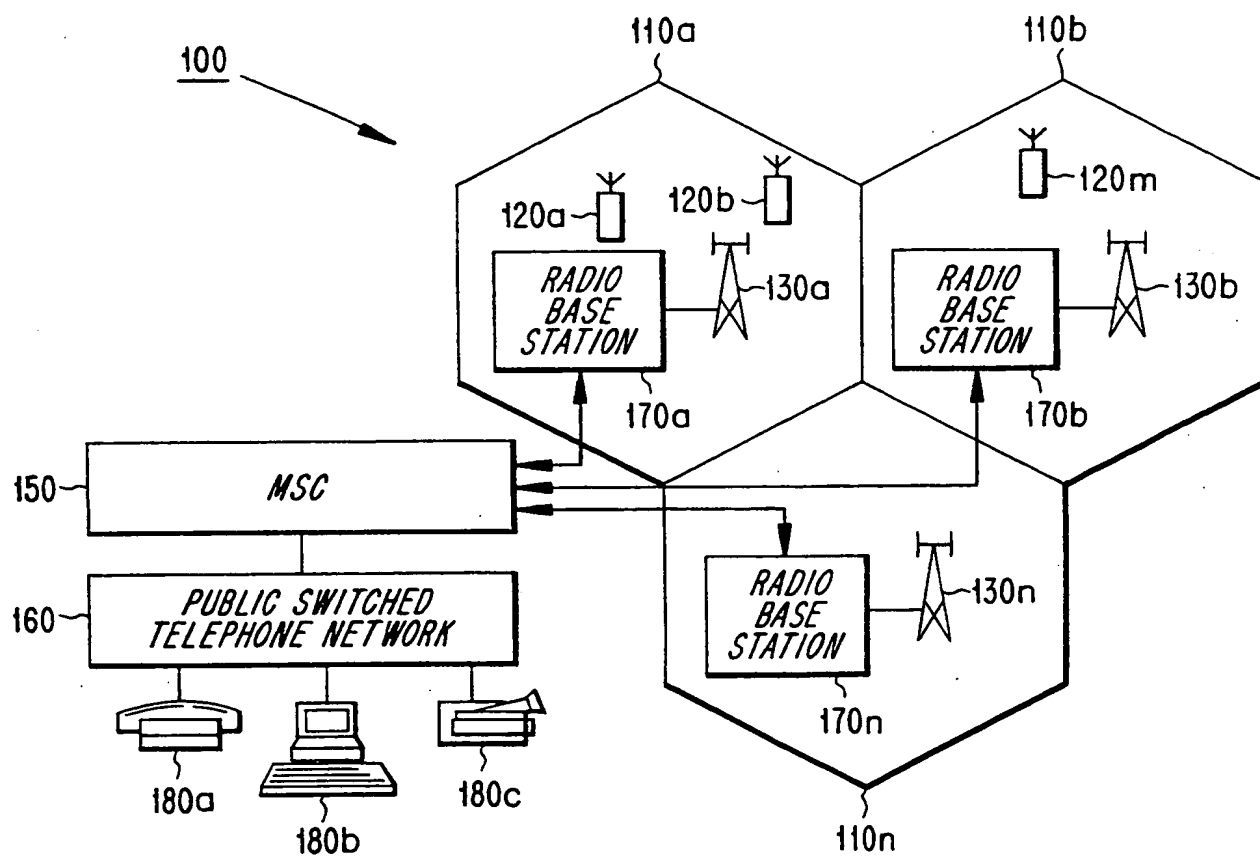 100
110a
110b
120a
120b
120m
RADIO
BASE
STATION
130a
RADIO
BASE
STATION
130b
170a
170b
150
MSC
RADIO
BASE
STATION
130n
160
PUBLIC SWITCHED
TELEPHONE NETWORK
170n
180a
180b
180c
110n